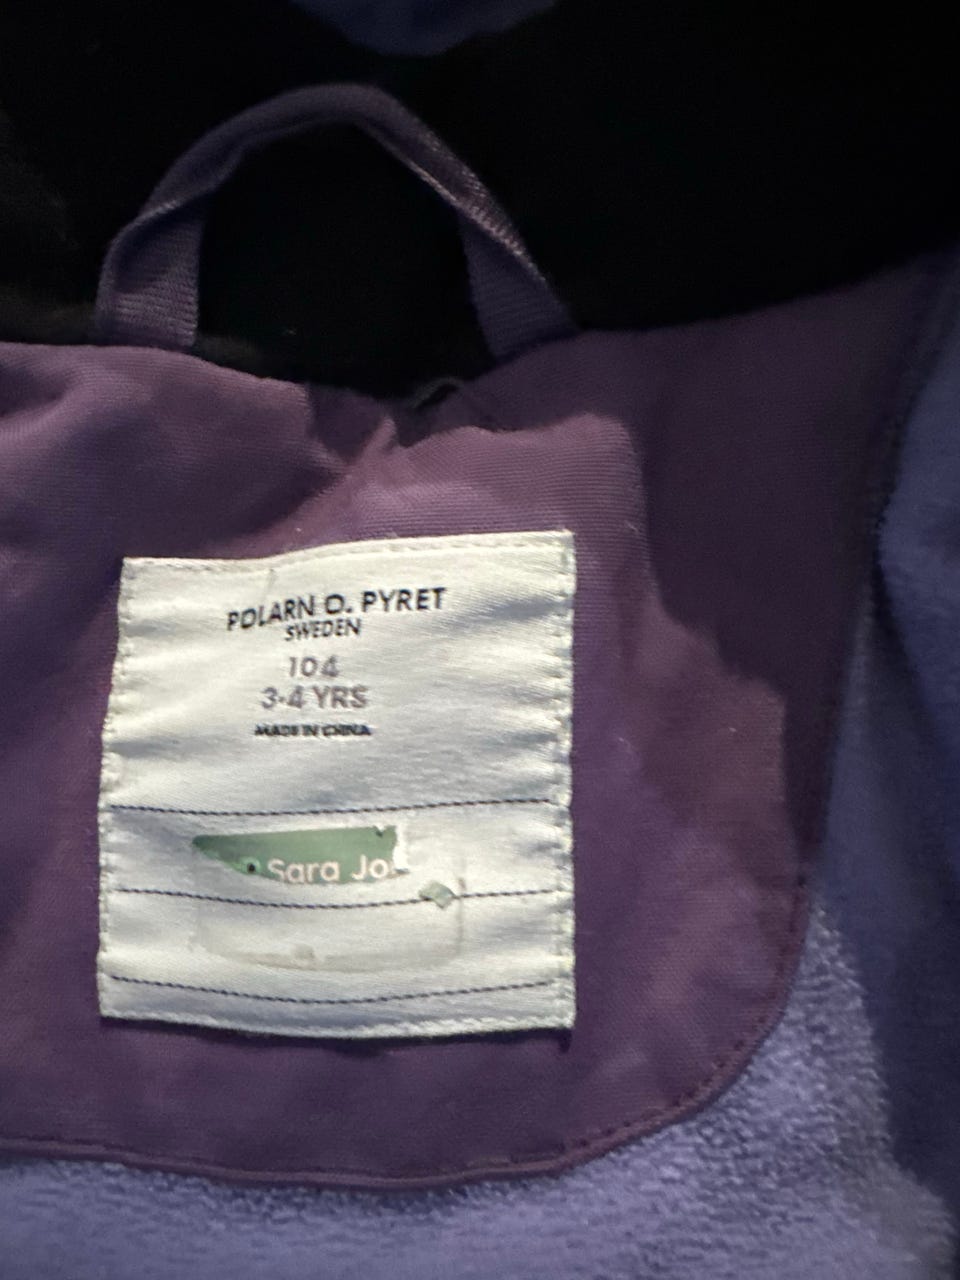 POLARN O. PYRET
SWEDEN
104
3-4 YRS
MADE IN CHINA
Sara Jo